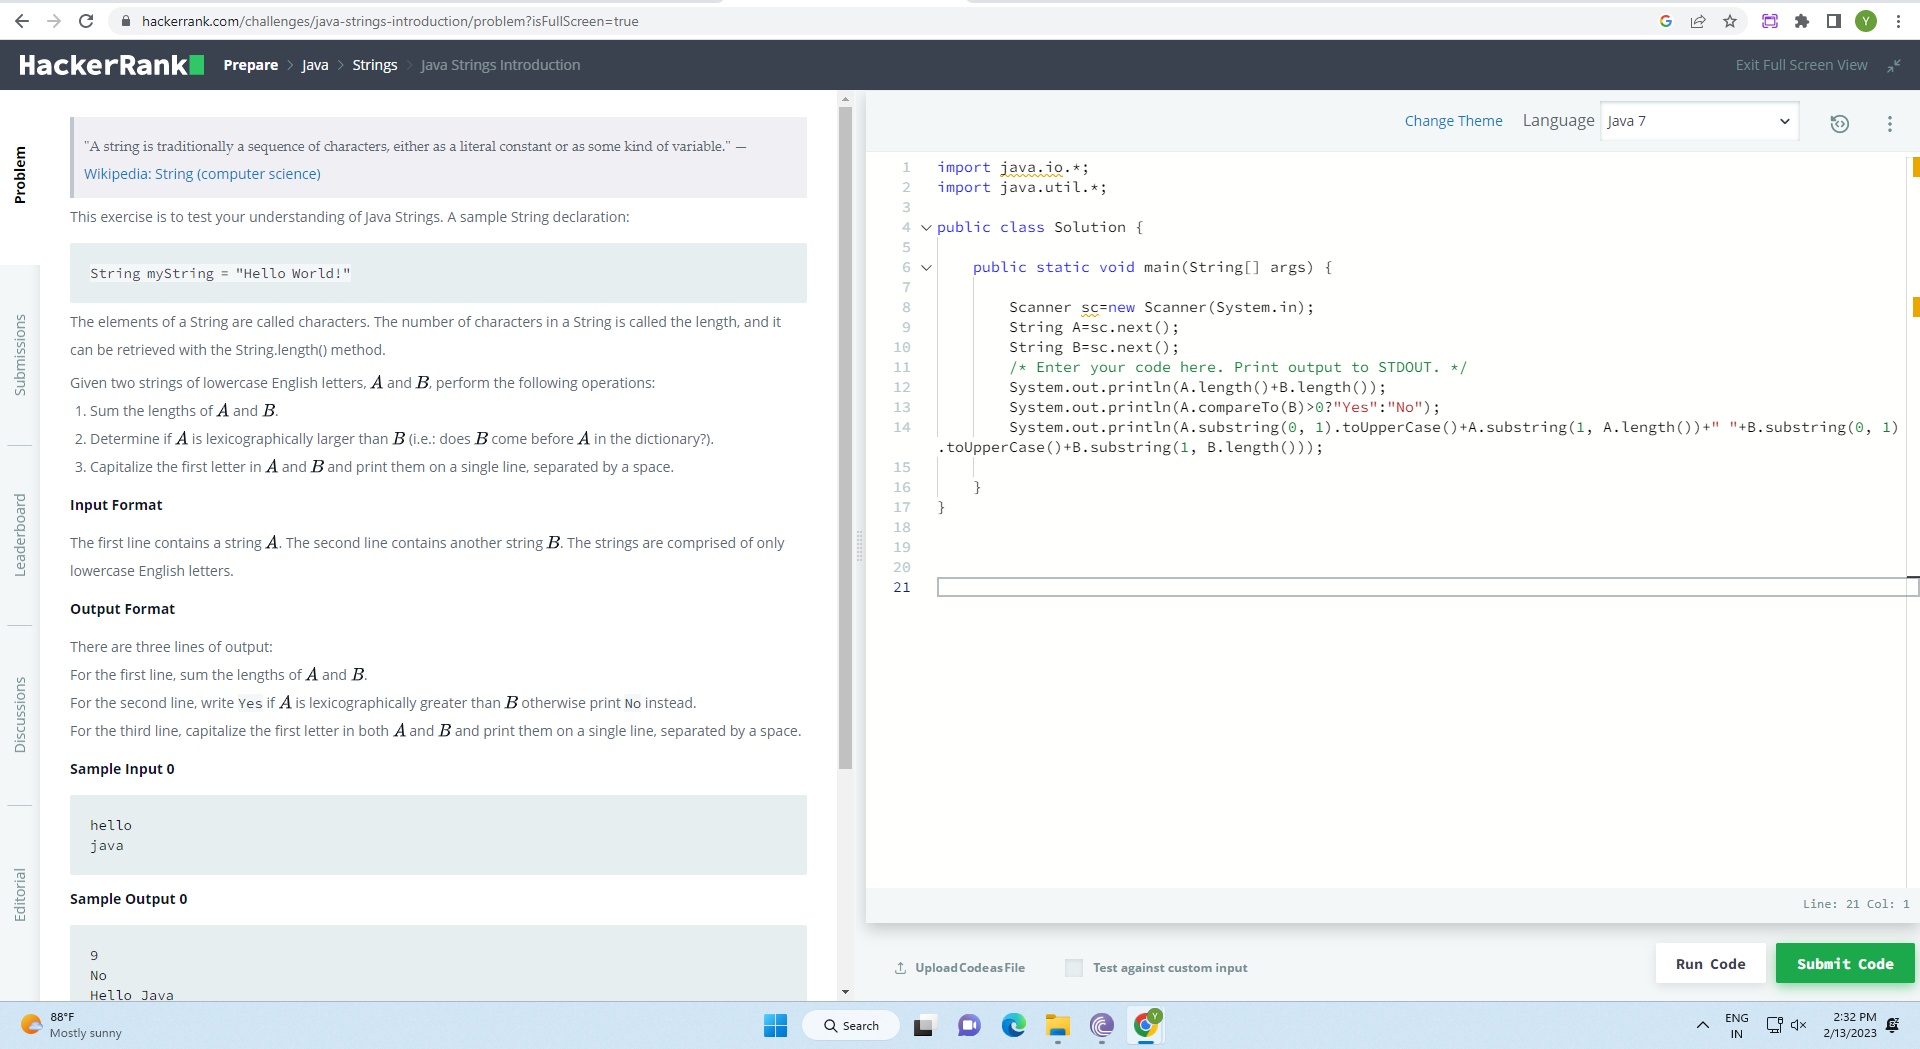 hackerrank.com/challenges/java-strings-introduction/problem?isFullScreen=true
Y
HackerRank
Prepare > Java > Strings > Java Strings Introduction
Exit Full Screen View
Problem
Submissions
Leaderboard
Discussions
Editorial
"A string is traditionally a sequence of characters, either as a literal constant or as some kind of variable." —
Wikipedia: String (computer science)
This exercise is to test your understanding of Java Strings. A sample String declaration:
String myString = "Hello World!"
The elements of a String are called characters. The number of characters in a String is called the length, and it
can be retrieved with the String.length() method.
Given two strings of lowercase English letters, A and B, perform the following operations:
1. Sum the lengths of A and B.
2. Determine if A is lexicographically larger than B (i.e.: does B come before A in the dictionary?).
3. Capitalize the first letter in A and B and print them on a single line, separated by a space.
Input Format
The first line contains a string A. The second line contains another string B. The strings are comprised of only
lowercase English letters.
Output Format
There are three lines of output:
For the first line, sum the lengths of A and B.
For the second line, write Yes if A is lexicographically greater than B otherwise print No instead.
For the third line, capitalize the first letter in both A and B and print them on a single line, separated by a space.
Sample Input 0
hello
java
Sample Output 0
9
No
Hello Java
Change Theme Language Java 7
1 import java.io.*;
2 import java.util.*;
3
4 public class Solution {
5
6 public static void main(String[] args) {
7
8 Scanner sc=new Scanner(System.in);
9 String A=sc.next();
10 String B=sc.next();
11 /* Enter your code here. Print output to STDOUT. */
12 System.out.println(A.length()+B.length());
13 System.out.println(A.compareTo(B)>0?"Yes":"No");
14 System.out.println(A.substring(0, 1).toUpperCase()+A.substring(1, A.length())+" "+B.substring(0, 1)
.toUpperCase()+B.substring(1, B.length()));
15
16 }
17 }
18
19
20
21
Line: 21 Col: 1
Upload Code as File
Test against custom input
Run Code
Submit Code
88°F
Mostly sunny
Search
Y
ENG
IN
2:32 PM
2/13/2023